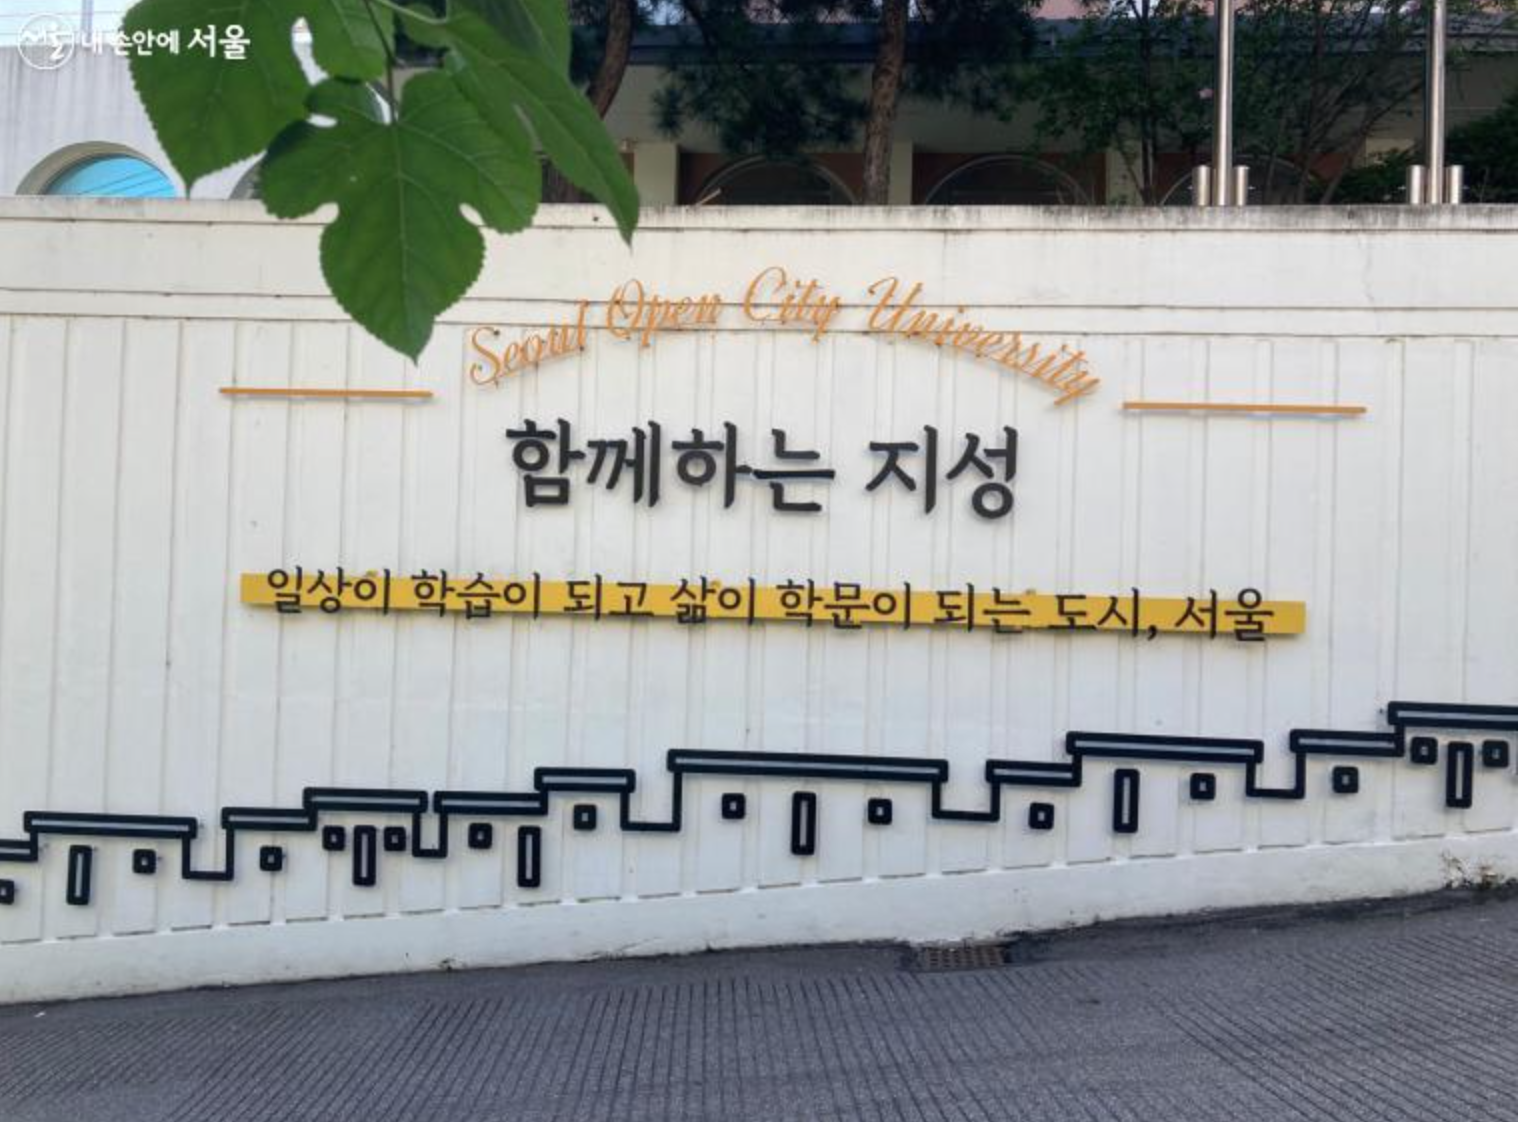 내 손안에 서울
Seoul Open City University
함께하는 지성
일상이 학습이 되고 삶이 학문이 되는 도시, 서울